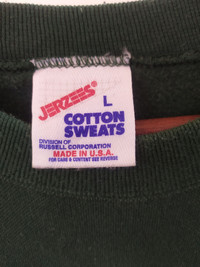 JERZEES®
L
COTTON
SWEATS
DIVISION OF
RUSSELL CORPORATION
MADE IN U.S.A.
FOR CARE & CONTENT SEE REVERSE